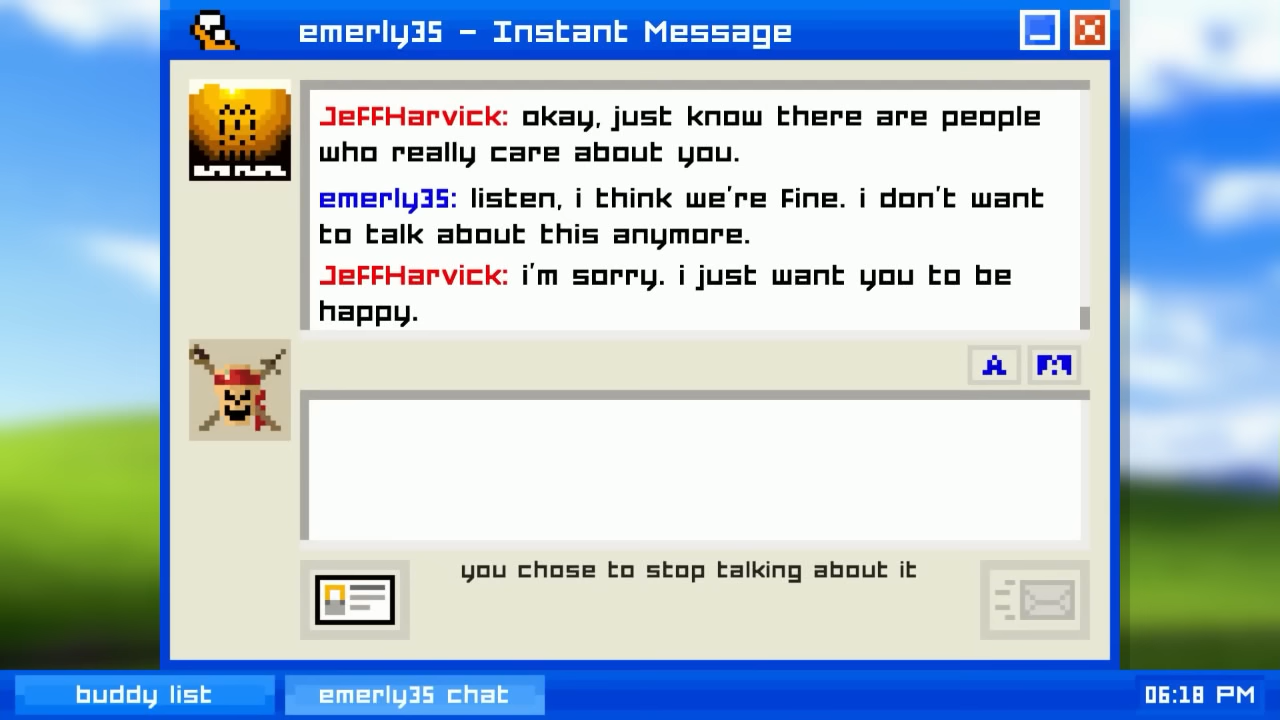 emerly35 - Instant Message
JeffHarvick: okay, just know there are people
who really care about you.
emerly35: listen, i think we're fine. i don't want
to talk about this anymore.
JeffHarvick: i'm sorry. i just want you to be
happy.
A
you chose to stop talking about it
buddy list
emerly35 chat
06:18 PM